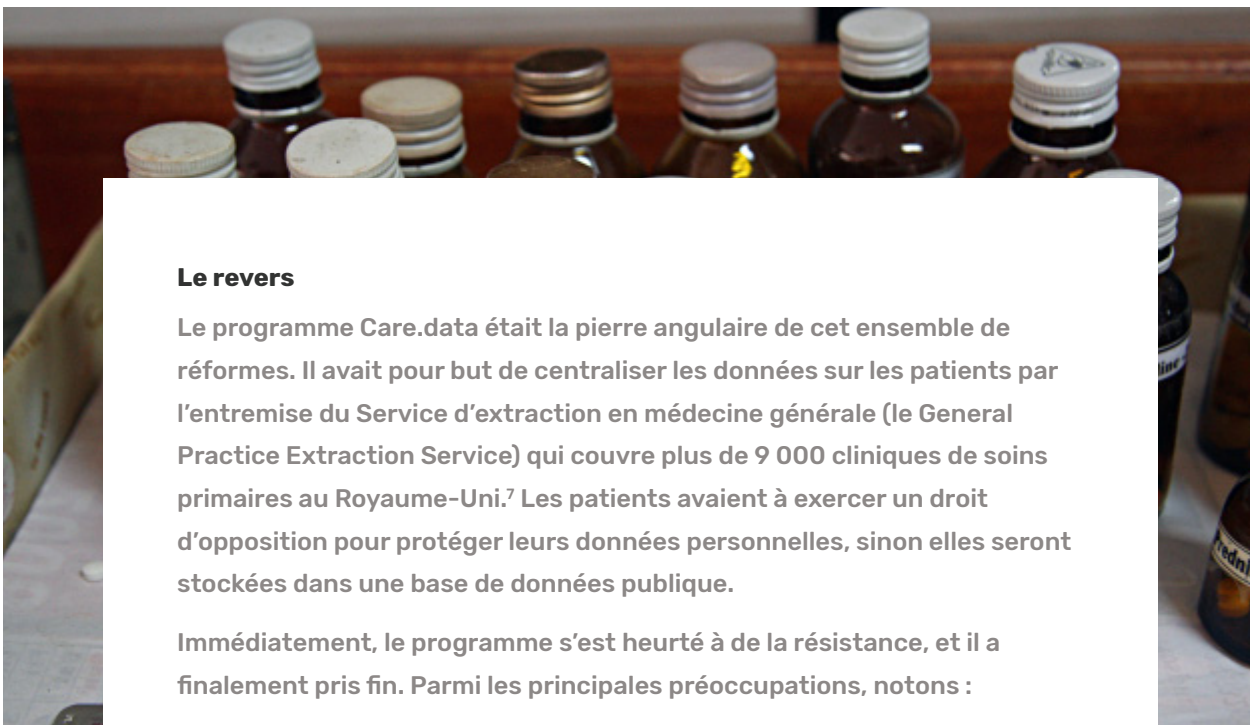 Le revers
Le programme Care.data était la pierre angulaire de cet ensemble de
réformes. Il avait pour but de centraliser les données sur les patients par
l’entremise du Service d’extraction en médecine générale (le General
Practice Extraction Service) qui couvre plus de 9 000 cliniques de soins
primaires au Royaume-Uni.⁷ Les patients avaient à exercer un droit
d’opposition pour protéger leurs données personnelles, sinon elles seront
stockées dans une base de données publique.
Immédiatement, le programme s’est heurté à de la résistance, et il a
finalement pris fin. Parmi les principales préoccupations, notons :